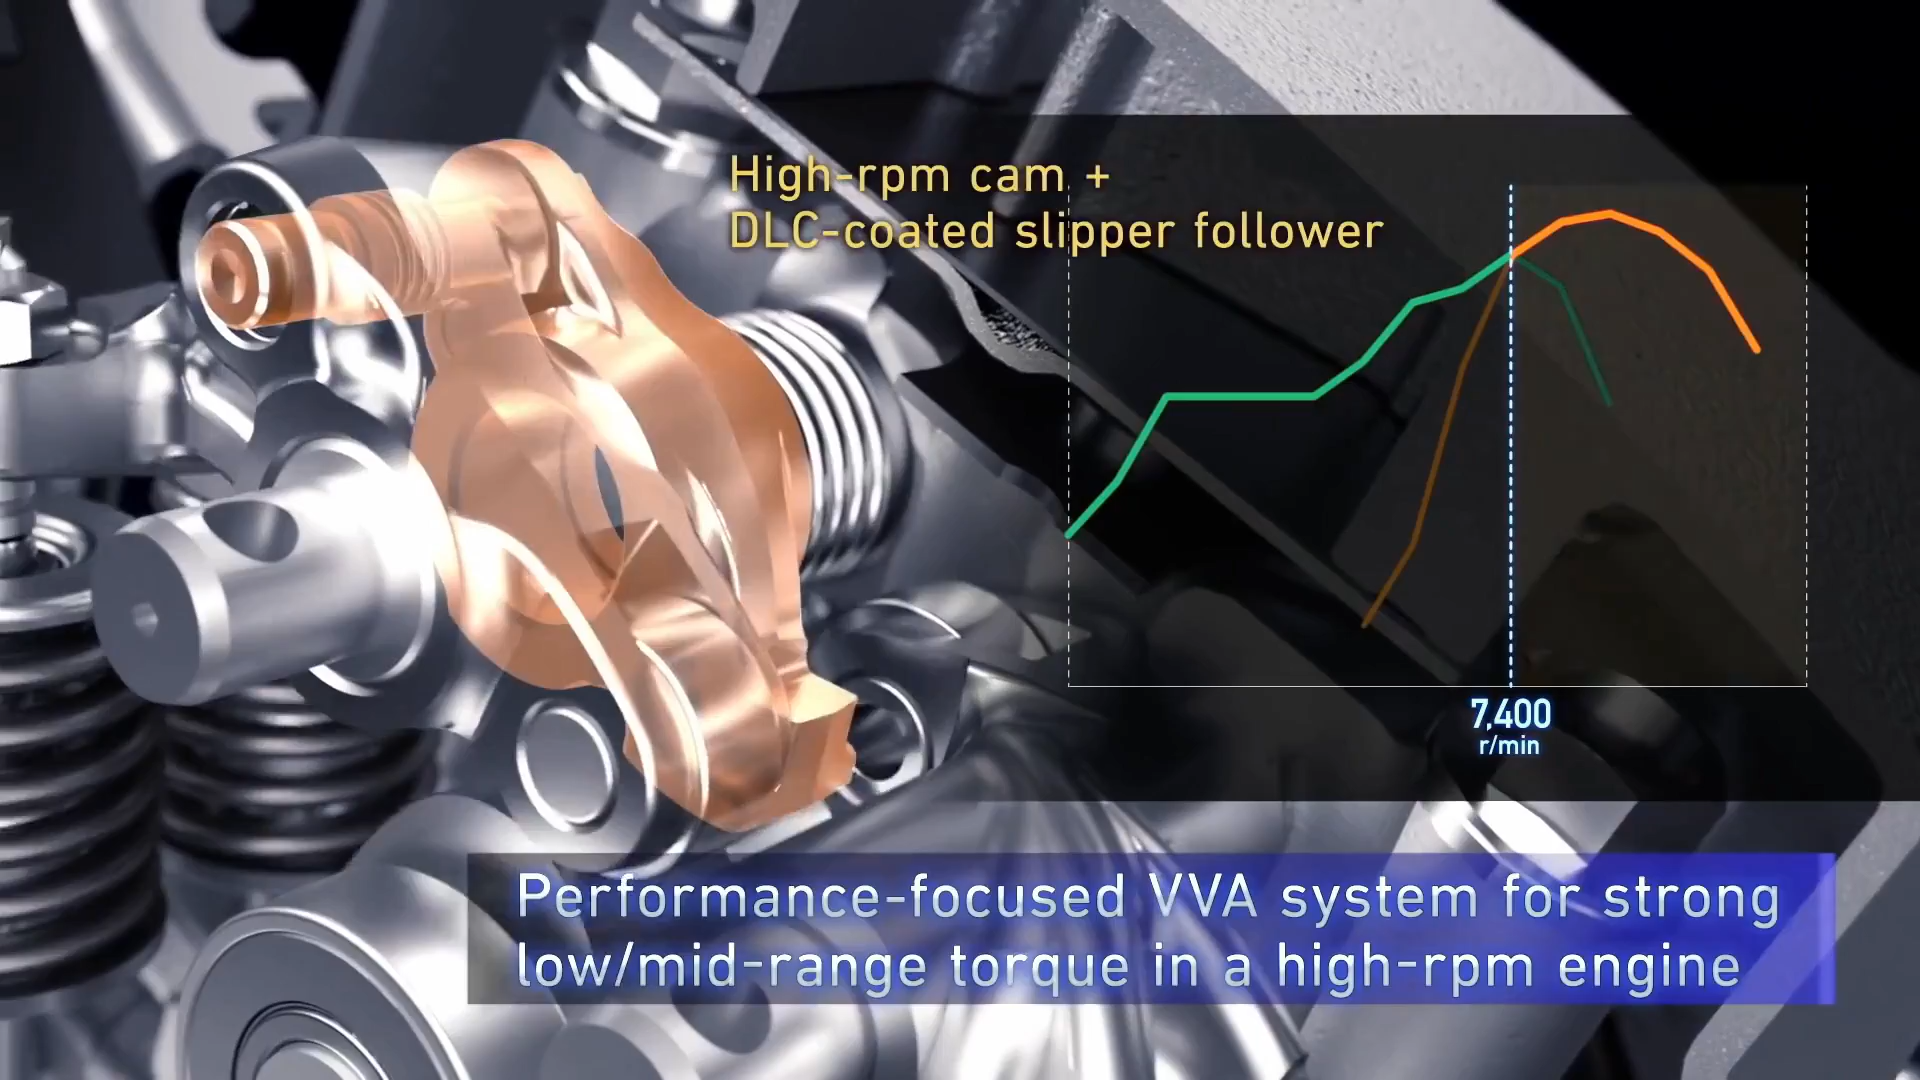 High-rpm cam +
DLC-coated slipper follower
7,400
r/min
Performance-focused VVA system for strong
low/mid-range torque in a high-rpm engine